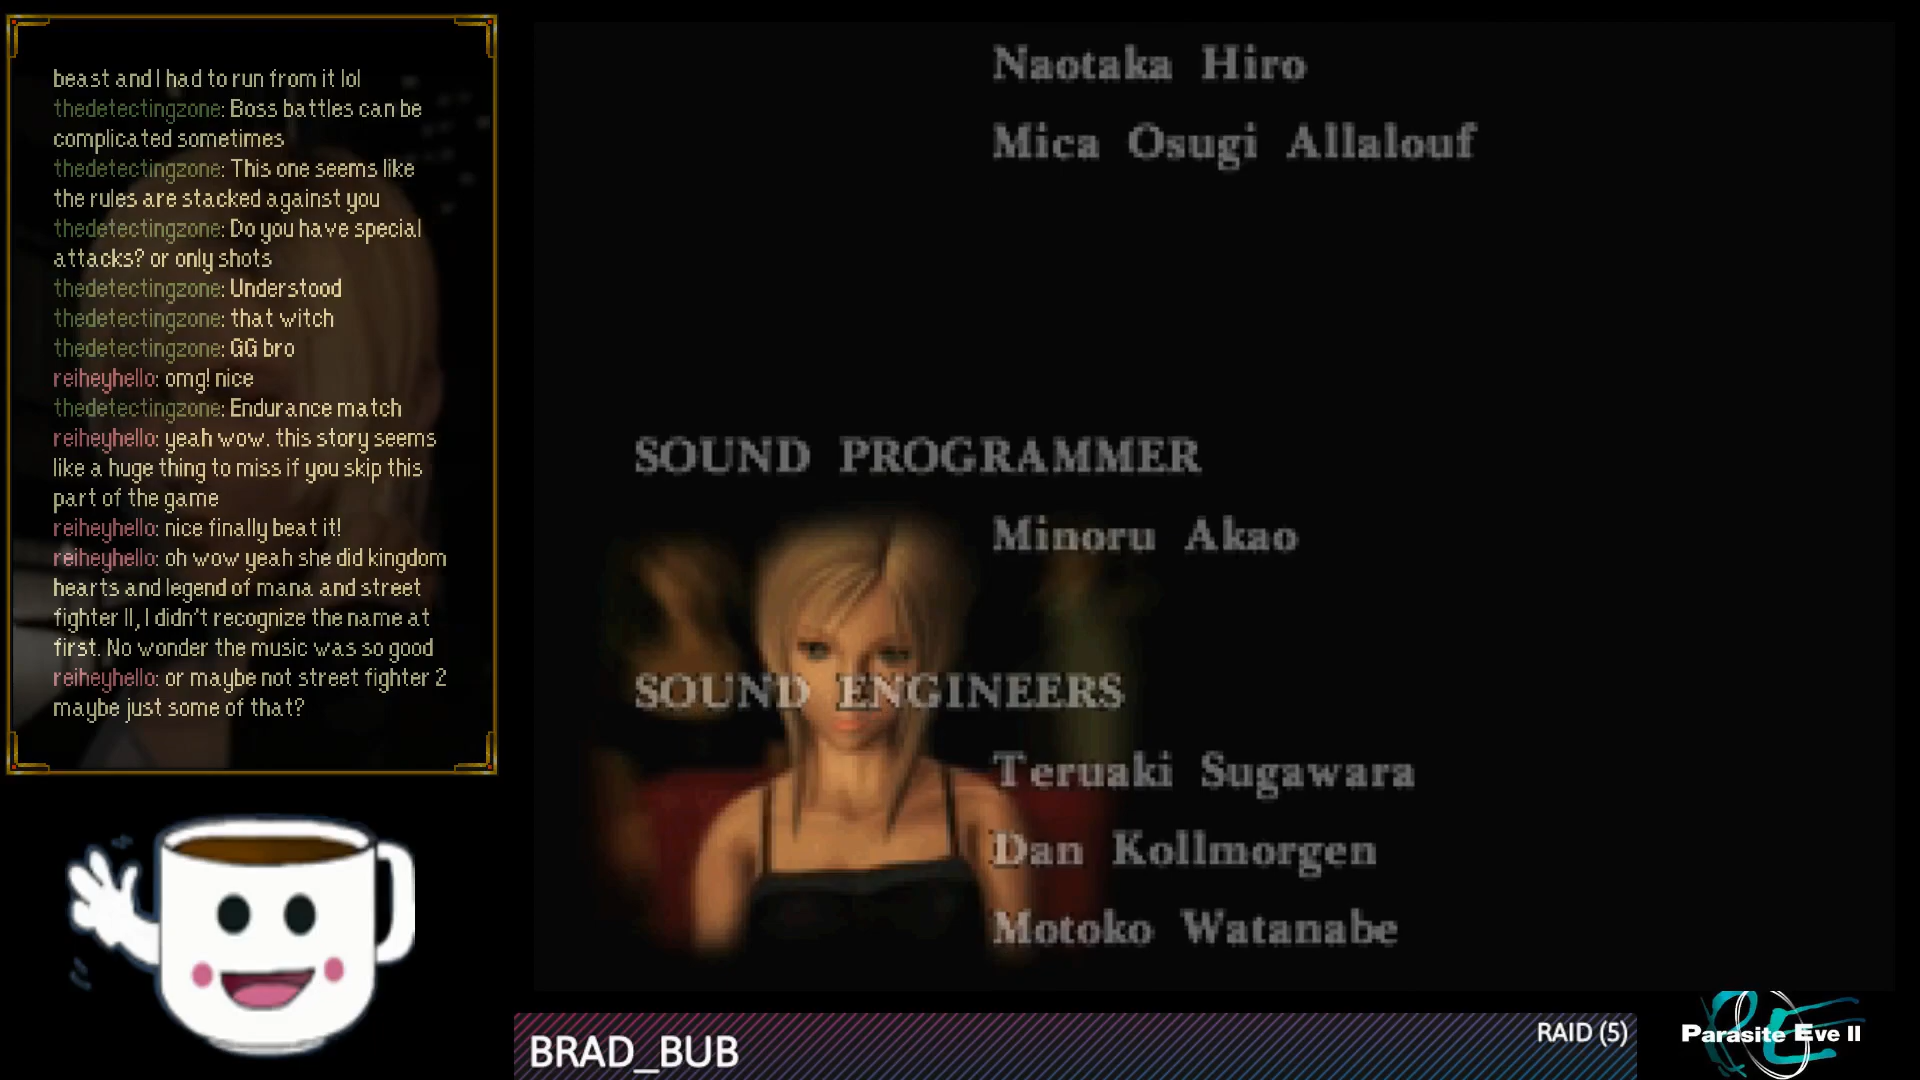 beast and I had to run from it lol
thedetectingzone: Boss battles can be
complicated sometimes
thedetectingzone: This one seems like
the rules are stacked against you
thedetectingzone: Do you have special
attacks? or only shots
thedetectingzone: Understood
thedetectingzone: that witch
thedetectingzone: GG bro
reiheyhello: omg! nice
thedetectingzone: Endurance match
reiheyhello: yeah wow. this story seems
like a huge thing to miss if you skip this
part of the game
reiheyhello: nice finally beat it!
reiheyhello: oh wow yeah she did kingdom
hearts and legend of mana and street
fighter II, I didn't recognize the name at
first. No wonder the music was so good
reiheyhello: or maybe not street fighter 2
maybe just some of that?
Naotaka Hiro
Mica Osugi Allalouf
SOUND PROGRAMMER
Minoru Akao
SOUND ENGINEERS
Teruaki Sugawara
Dan Kollmorgen
Motoko Watanabe
BRAD_BUB
RAID (5)
Parasite Eve II